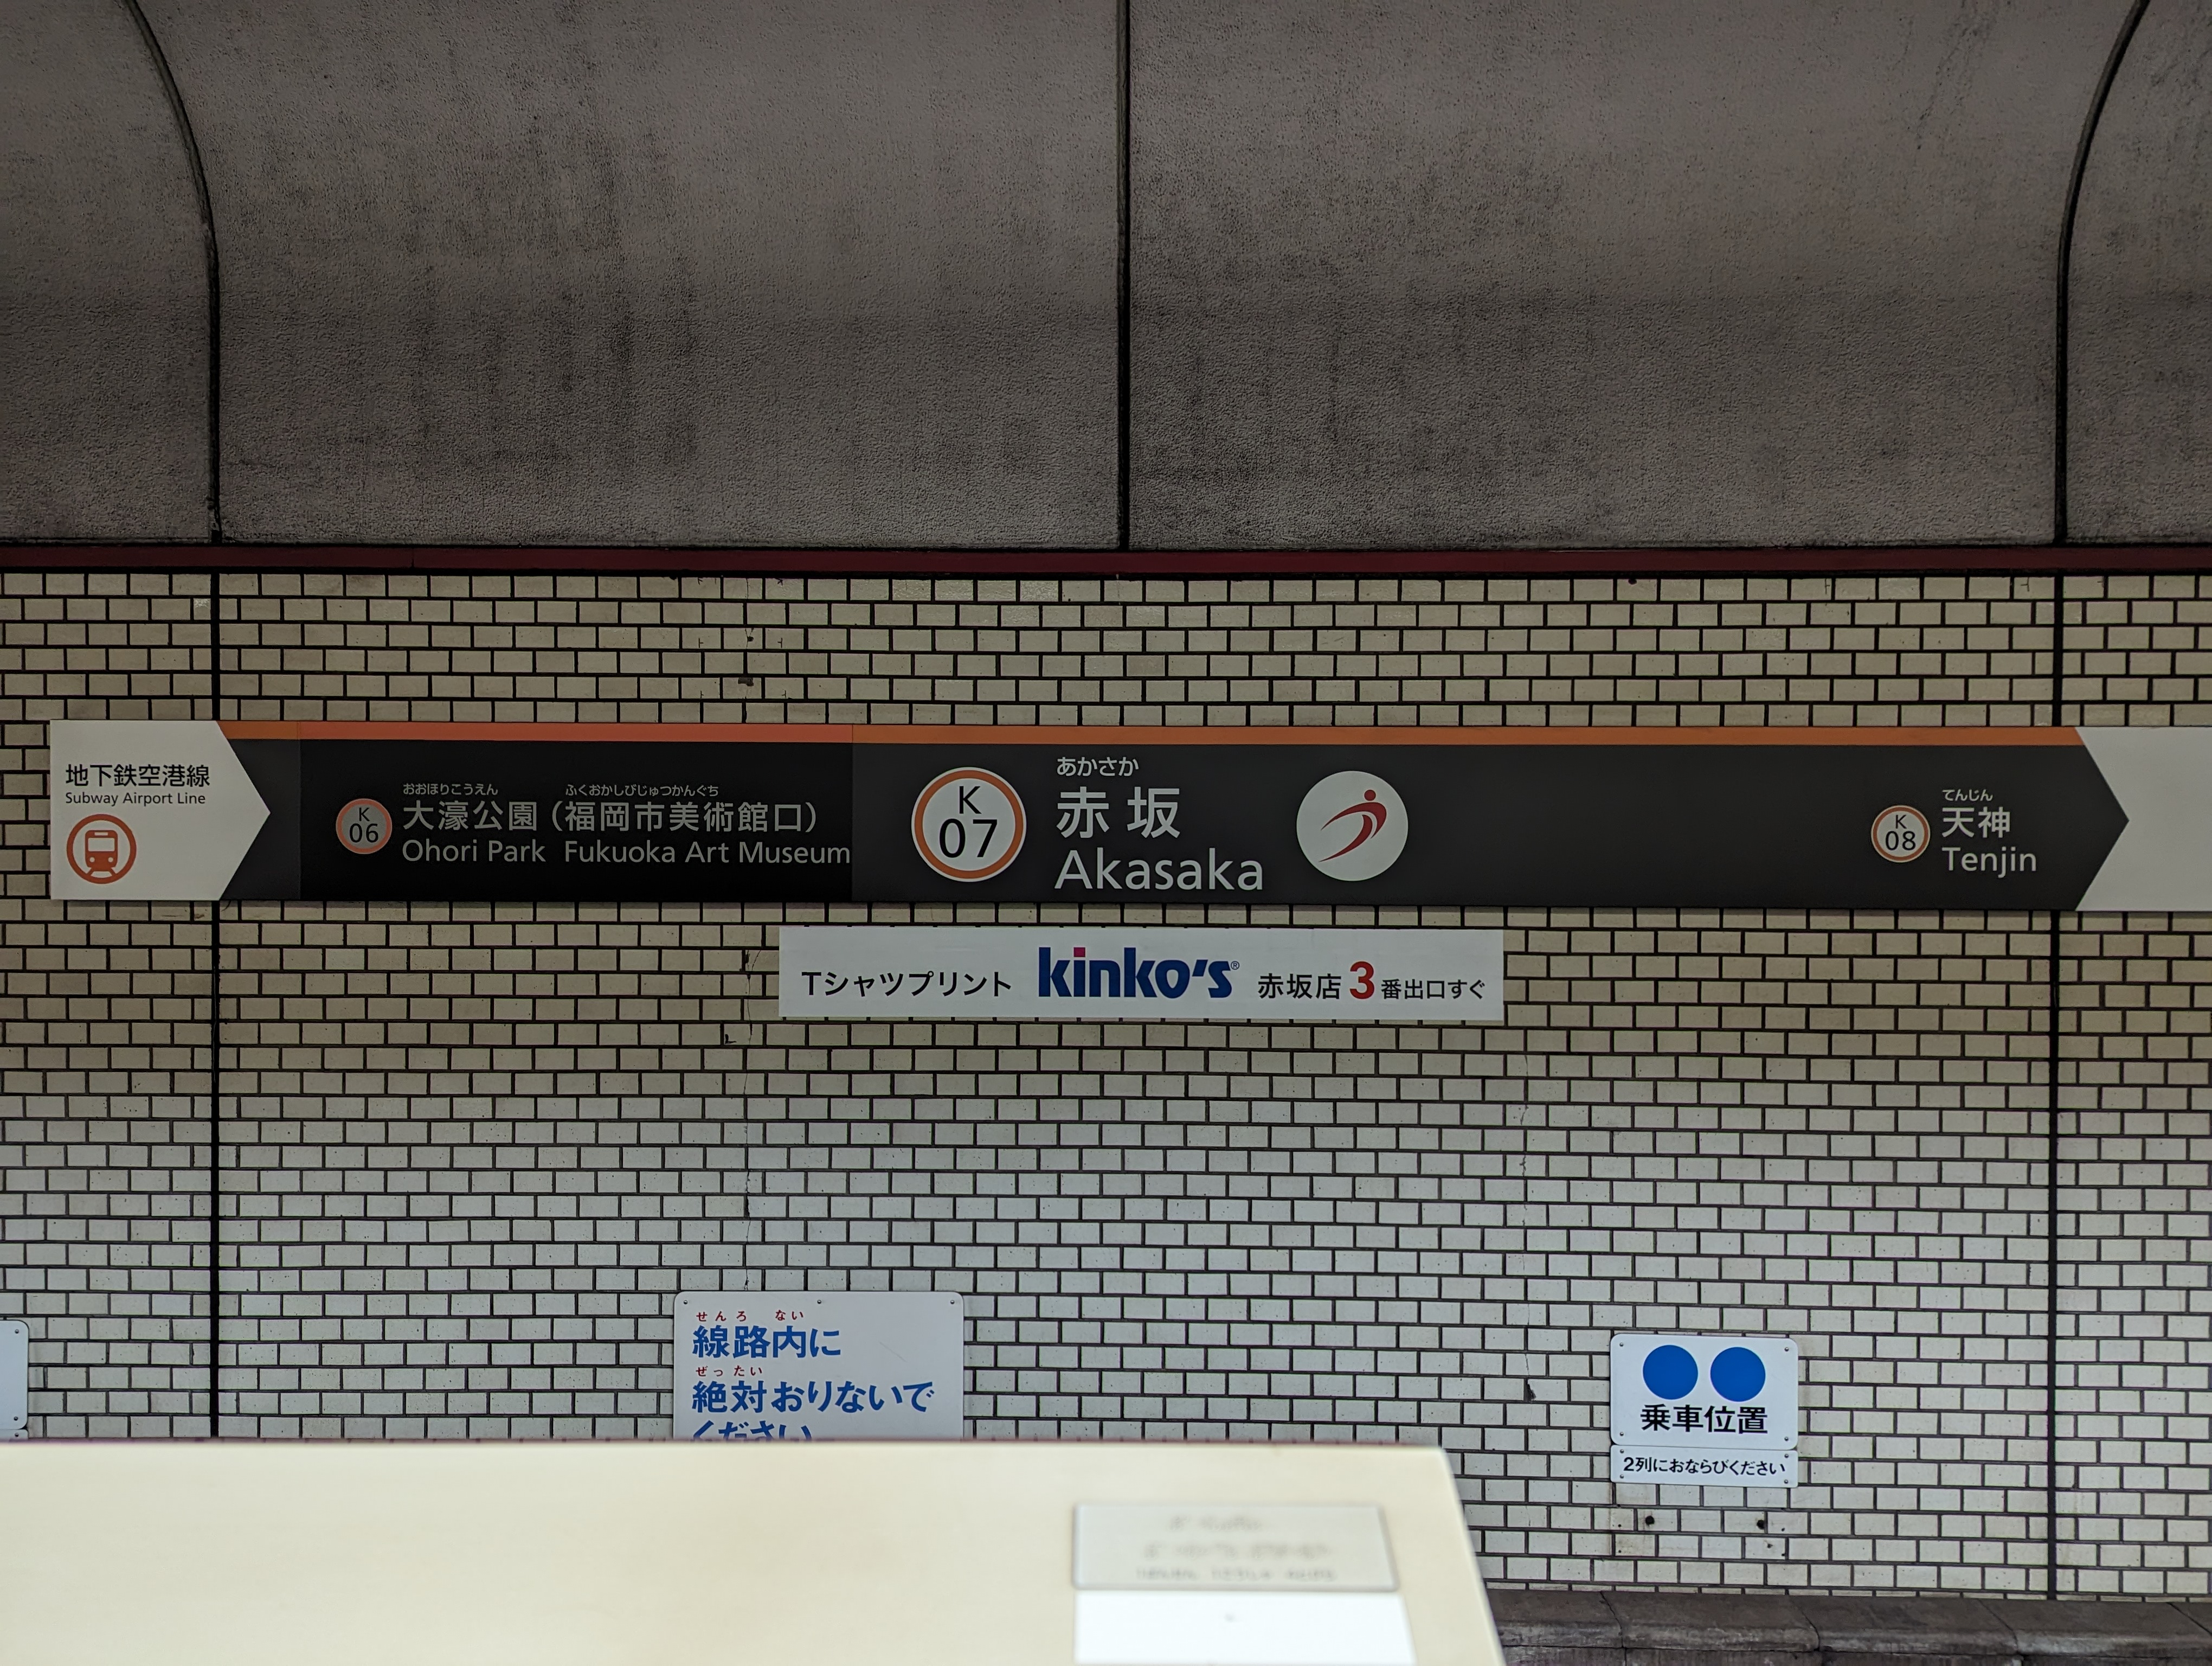 地下鉄空港線
Subway Airport Line
K
06
おおほりこうえん ふくおかしびじゅつかんぐち
大濠公園（福岡市美術館口）
Ohori Park Fukuoka Art Museum
K
07
あかさか
赤坂
Akasaka
K
08
てんじん
天神
Tenjin
Tシャツプリント kinko's® 赤坂店 3番出口すぐ
せんろ ない
線路内に
ぜったい
絶対おりないで
ください
乗車位置
2列におならびください